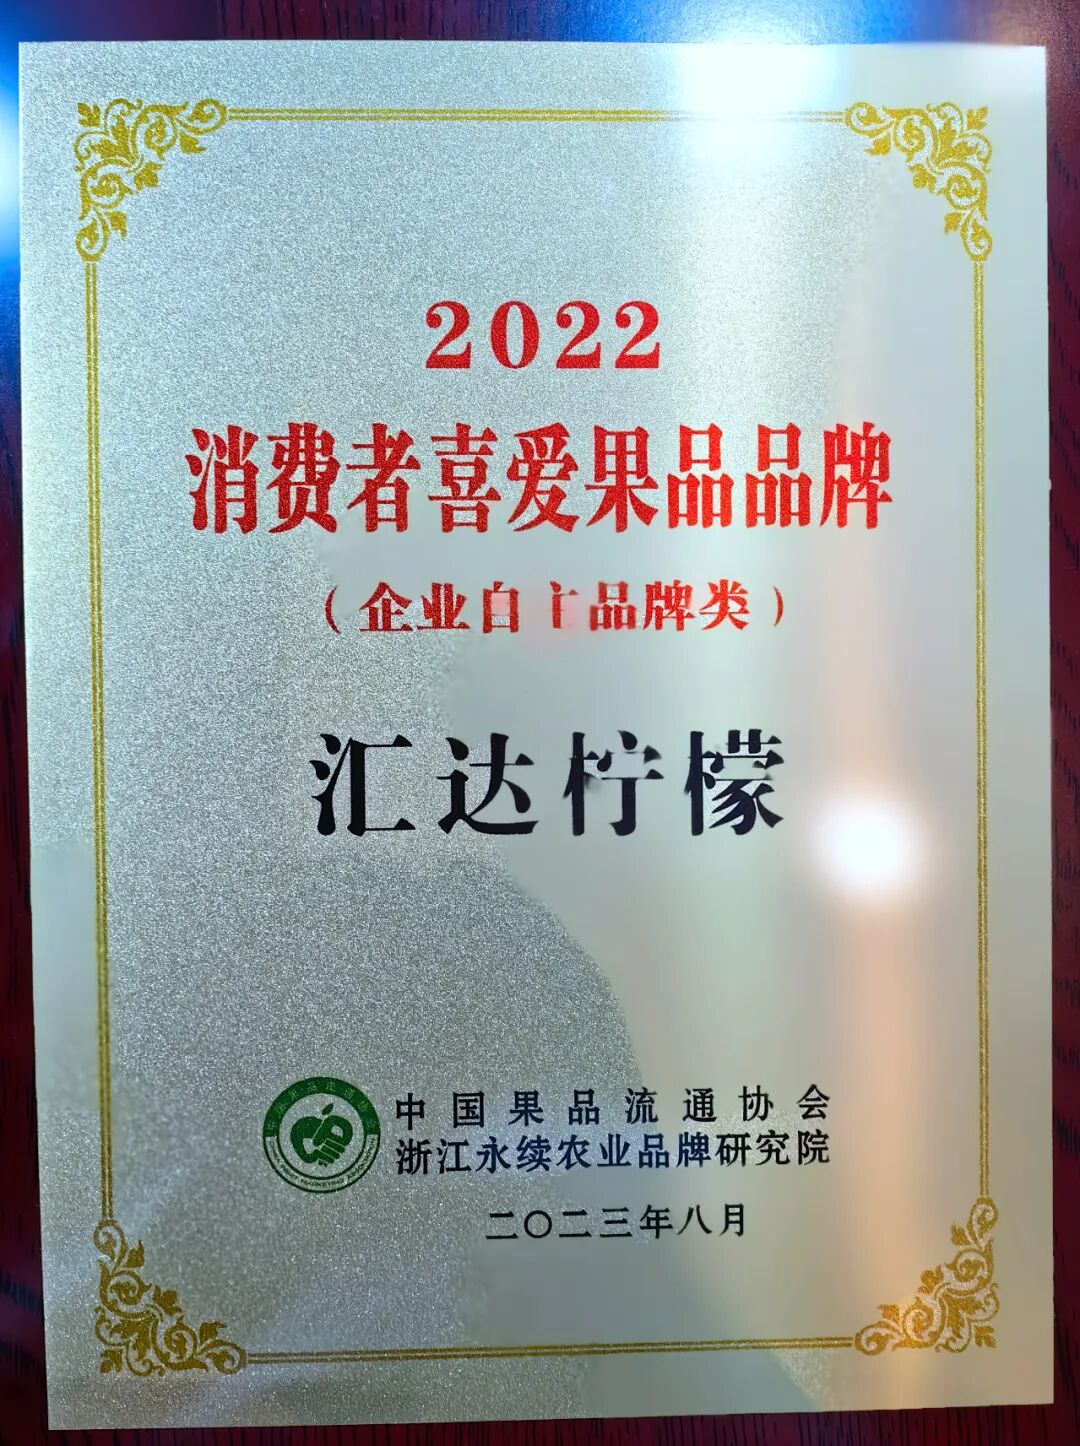 2022
消费者喜爱果品品牌
（企业自主品牌类）
汇达柠檬
中国果品流通协会
浙江永续农业品牌研究院
二〇二三年八月